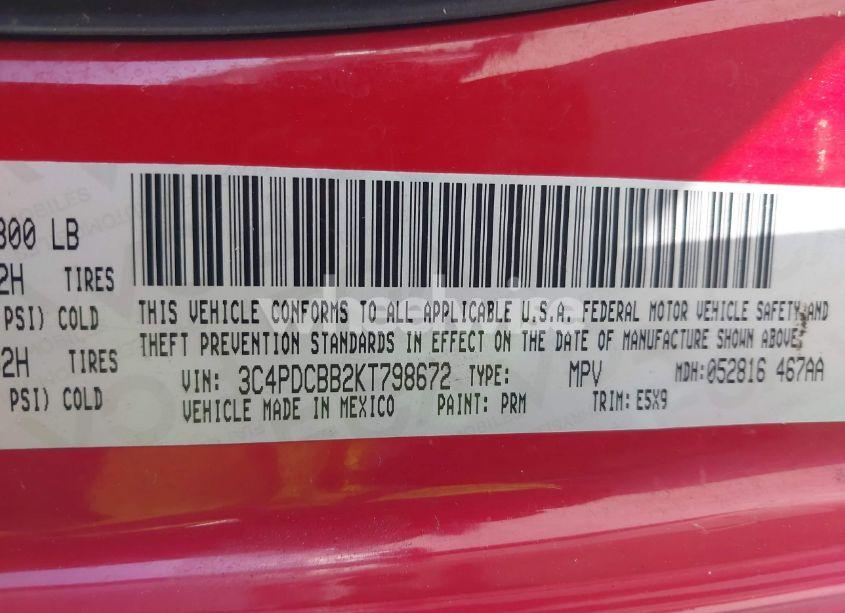 800 LB
2H TIRES
PSI) COLD
2H TIRES
PSI) COLD
THIS VEHICLE CONFORMS TO ALL APPLICABLE U.S.A. FEDERAL MOTOR VEHICLE SAFETY AND
THEFT PREVENTION STANDARDS IN EFFECT ON THE DATE OF MANUFACTURE SHOWN ABOVE.
VIN: 3C4PDCBB2KT798672 TYPE: MPV MDH:052816 467AA
VEHICLE MADE IN MEXICO PAINT: PRM TRIM: E5X9
wheelwise